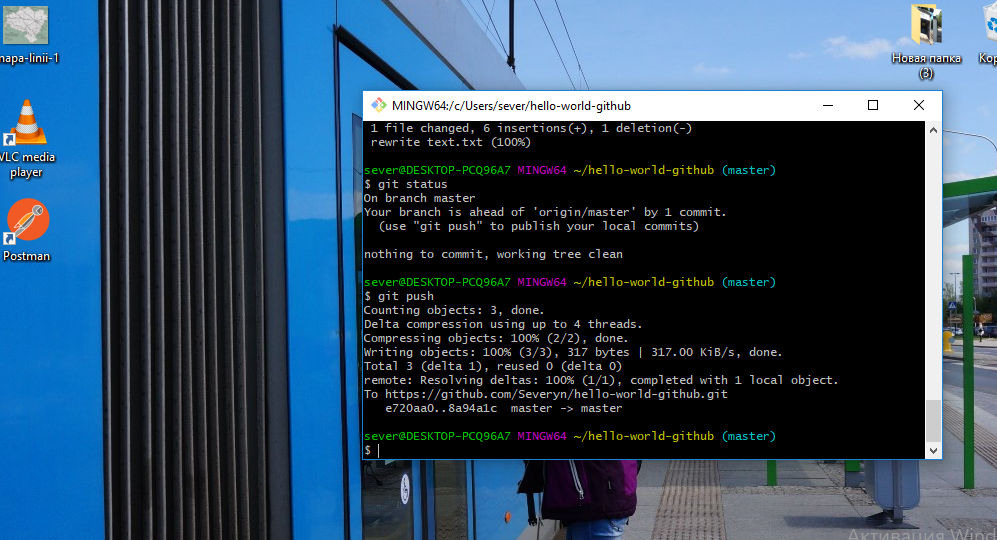 mapa-linii-1
VLC media
player
Postman
Новая папка
(3)
Кор
MINGW64:/c/Users/sever/hello-world-github
1 file changed, 6 insertions(+), 1 deletion(-)
rewrite text.txt (100%)
sever@DESKTOP-PCQ96A7 MINGW64 ~/hello-world-github (master)
$ git status
On branch master
Your branch is ahead of 'origin/master' by 1 commit.
(use "git push" to publish your local commits)
nothing to commit, working tree clean
sever@DESKTOP-PCQ96A7 MINGW64 ~/hello-world-github (master)
$ git push
Counting objects: 3, done.
Delta compression using up to 4 threads.
Compressing objects: 100% (2/2), done.
Writing objects: 100% (3/3), 317 bytes | 317.00 KiB/s, done.
Total 3 (delta 1), reused 0 (delta 0)
remote: Resolving deltas: 100% (1/1), completed with 1 local object.
To https://github.com/Severyn/hello-world-github.git
e720aa0..8a94a1c  master -> master
sever@DESKTOP-PCQ96A7 MINGW64 ~/hello-world-github (master)
$
Активация Wind